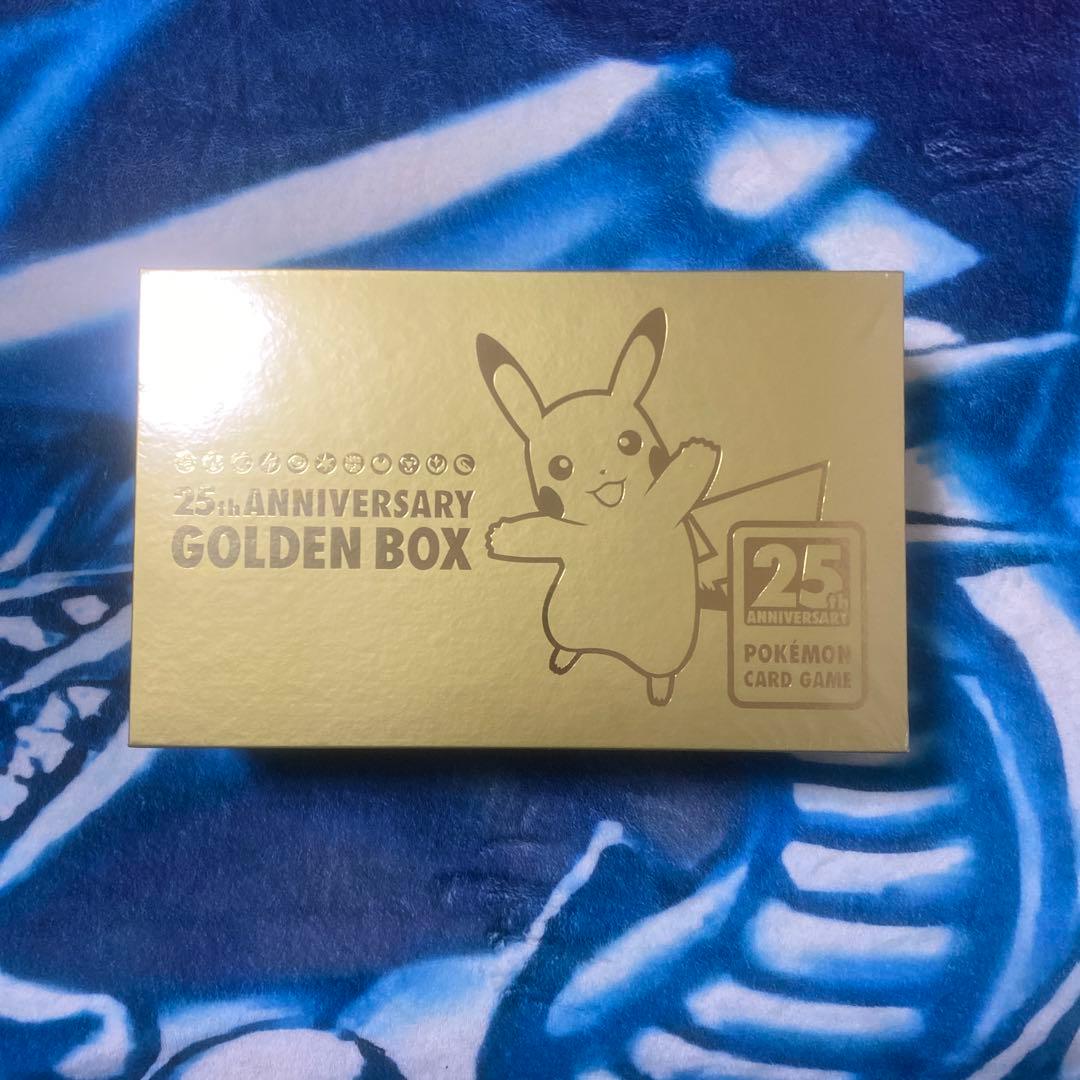 25th ANNIVERSARY
GOLDEN BOX
25th
ANNIVERSARY
POKÉMON
CARD GAME